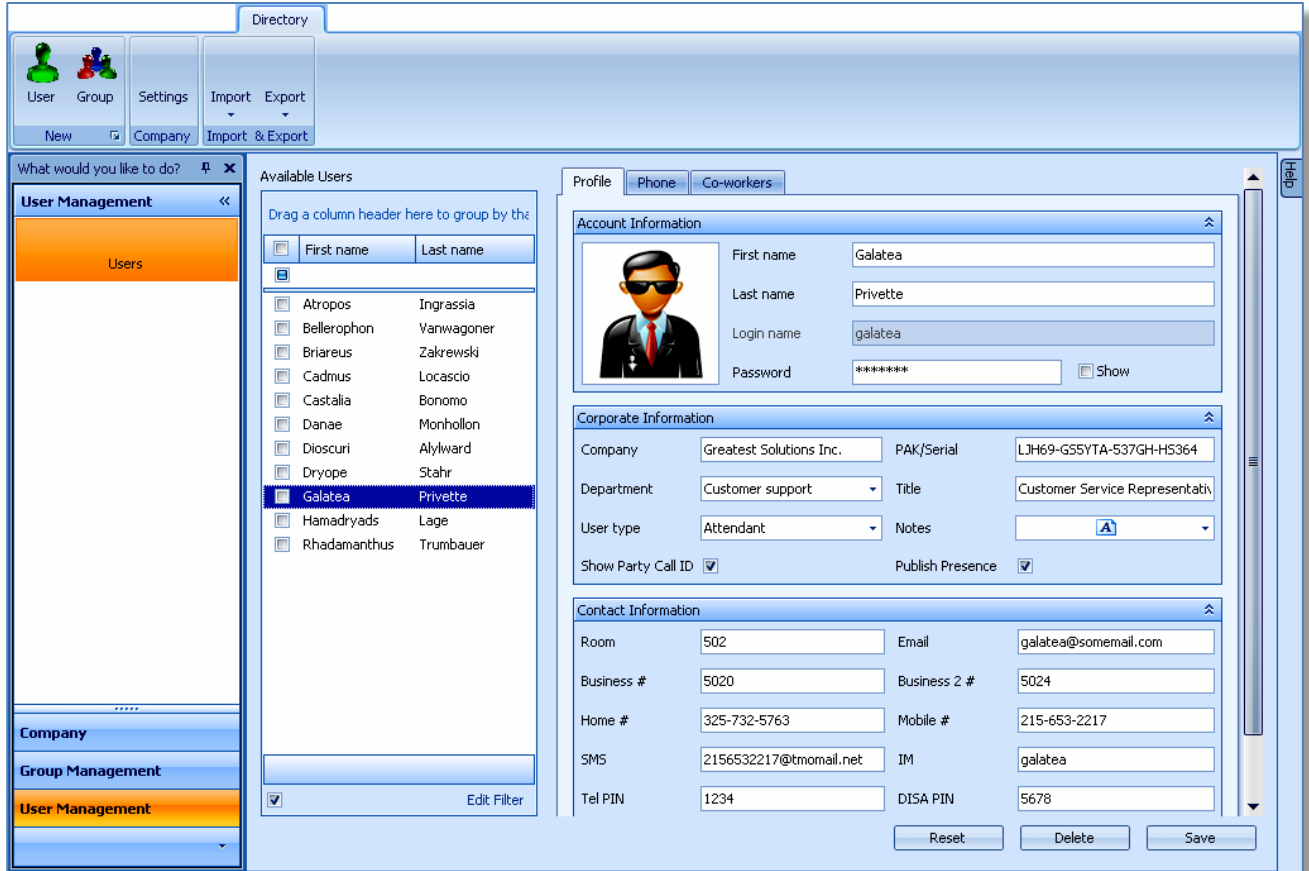 Directory
User Group Settings Import Export
New Company Import & Export
What would you like to do?
User Management
Users
Company
Group Management
User Management
Available Users
Drag a column header here to group by tha
First name Last name
Atropos Ingrassia
Bellerophon Vanwagoner
Briareus Zakrewski
Cadmus Locascio
Castalia Bonomo
Danae Monhollon
Dioscuri Alylward
Dryope Stahr
Galatea Privette
Hamadryads Lage
Rhadamanthus Trumbauer
Edit Filter
Profile Phone Co-workers
Account Information
First name Galatea
Last name Privette
Login name galatea
Password ******* Show
Corporate Information
Company Greatest Solutions Inc. PAK/Serial LJH69-GS5YTA-537GH-HS364
Department Customer support Title Customer Service Representativ
User type Attendant Notes A
Show Party Call ID Publish Presence
Contact Information
Room 502 Email galatea@somemail.com
Business # 5020 Business 2 # 5024
Home # 325-732-5763 Mobile # 215-653-2217
SMS 2156532217@tmomail.net IM galatea
Tel PIN 1234 DISA PIN 5678
Reset Delete Save
Help